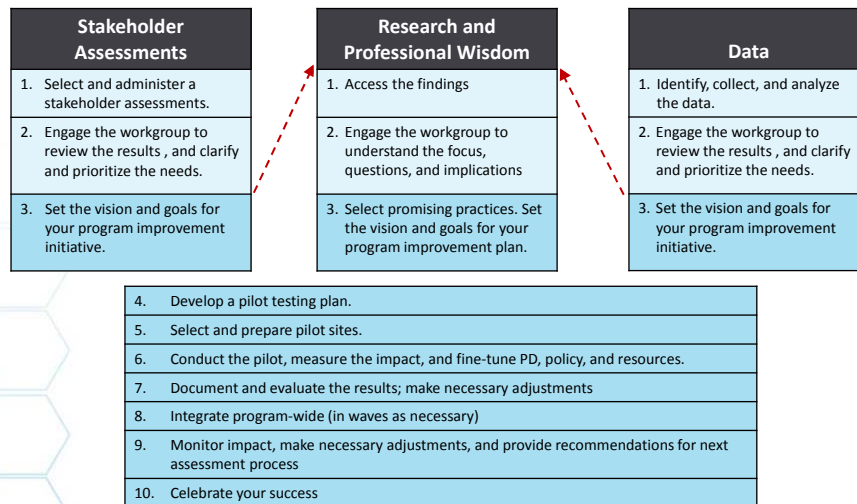 Stakeholder
Assessments
1. Select and administer a
stakeholder assessments.
2. Engage the workgroup to
review the results , and clarify
and prioritize the needs.
3. Set the vision and goals for
your program improvement
initiative.
Research and
Professional Wisdom
1. Access the findings
2. Engage the workgroup to
understand the focus,
questions, and implications
3. Select promising practices. Set
the vision and goals for your
program improvement plan.
Data
1. Identify, collect, and analyze
the data.
2. Engage the workgroup to
review the results , and clarify
and prioritize the needs.
3. Set the vision and goals for
your program improvement
initiative.
4. Develop a pilot testing plan.
5. Select and prepare pilot sites.
6. Conduct the pilot, measure the impact, and fine-tune PD, policy, and resources.
7. Document and evaluate the results; make necessary adjustments
8. Integrate program-wide (in waves as necessary)
9. Monitor impact, make necessary adjustments, and provide recommendations for next
assessment process
10. Celebrate your success